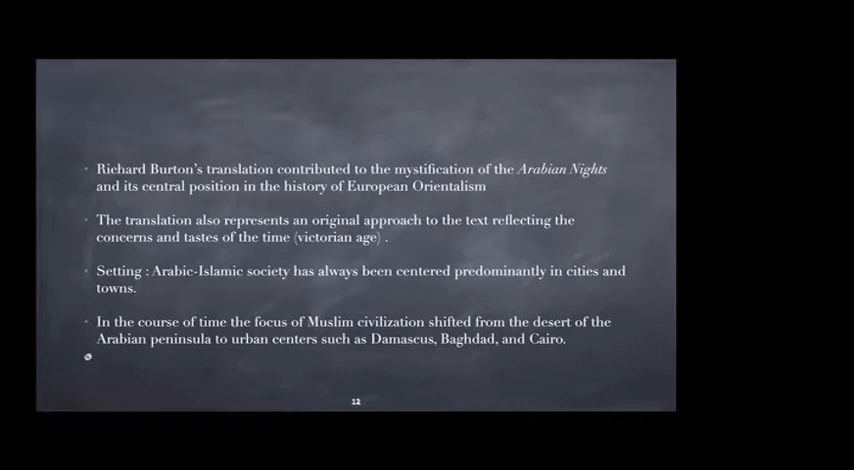 Richard Burton's translation contributed to the mystification of the Arabian Nights
and its central position in the history of European Orientalism
The translation also represents an original approach to the text reflecting the
concerns and tastes of the time (victorian age) .
Setting : Arabic-Islamic society has always been centered predominantly in cities and
towns.
In the course of time the focus of Muslim civilization shifted from the desert of the
Arabian peninsula to urban centers such as Damascus, Baghdad, and Cairo.
12